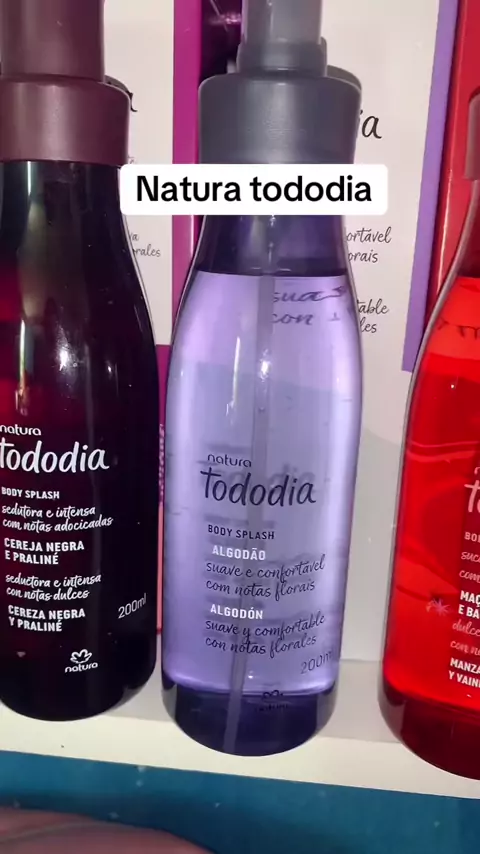 Natura tododia
natura
tododia
BODY SPLASH
sedutora e intensa
com notas adocicadas
CEREJA NEGRA
E PRALINÉ
seductora e intensa
con notas dulces
CEREZA NEGRA
Y PRALINÉ
200ml
natura
natura
tododia
BODY SPLASH
ALGODÃO
suave e confortável
com notas florais
ALGODÓN
suave y comfortable
con notas florales
200ml
natura